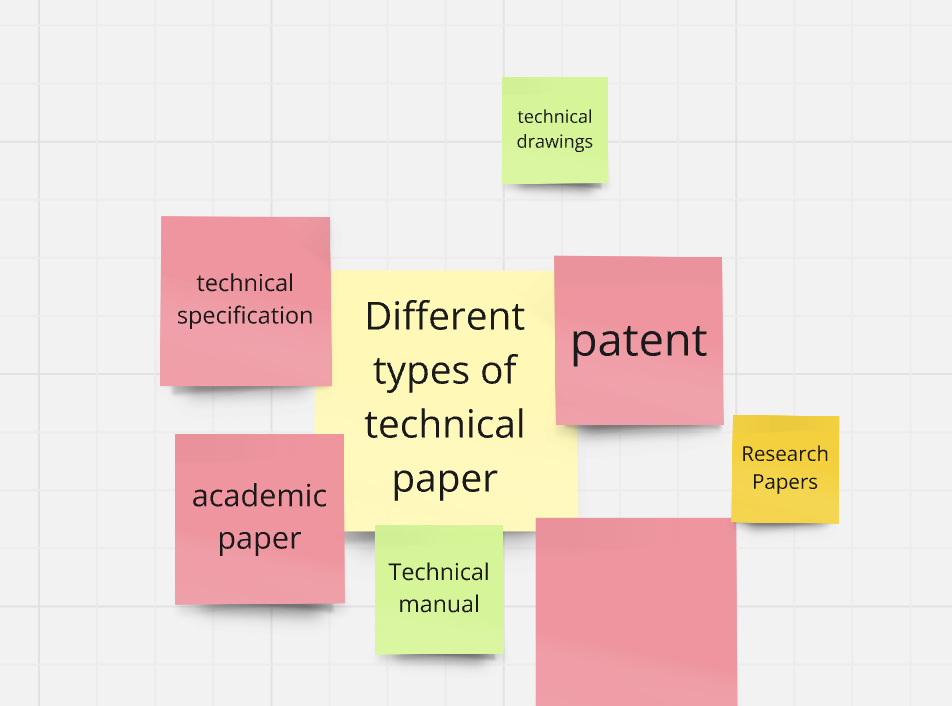 technical
drawings
technical
specification
Different
types of
technical
paper
patent
Research
Papers
academic
paper
Technical
manual